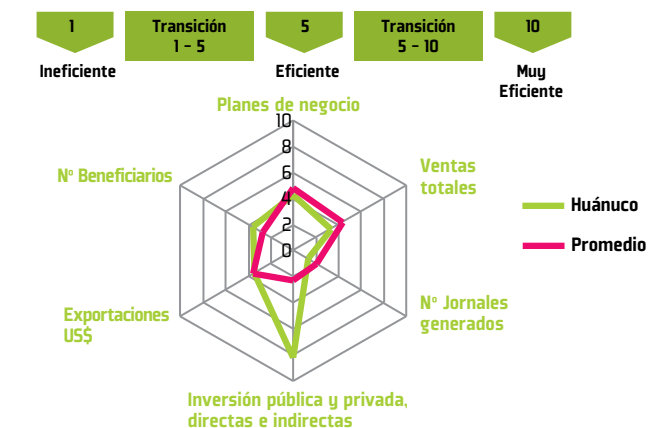 1
Transición
1 - 5
5
Transición
5 - 10
10
Ineficiente
Eficiente
Muy
Eficiente
Planes de negocio
10
8
6
4
2
0
Nº Beneficiarios
Ventas
totales
Huánuco
Promedio
Exportaciones
US$
Nº Jornales
generados
Inversión pública y privada,
directas e indirectas